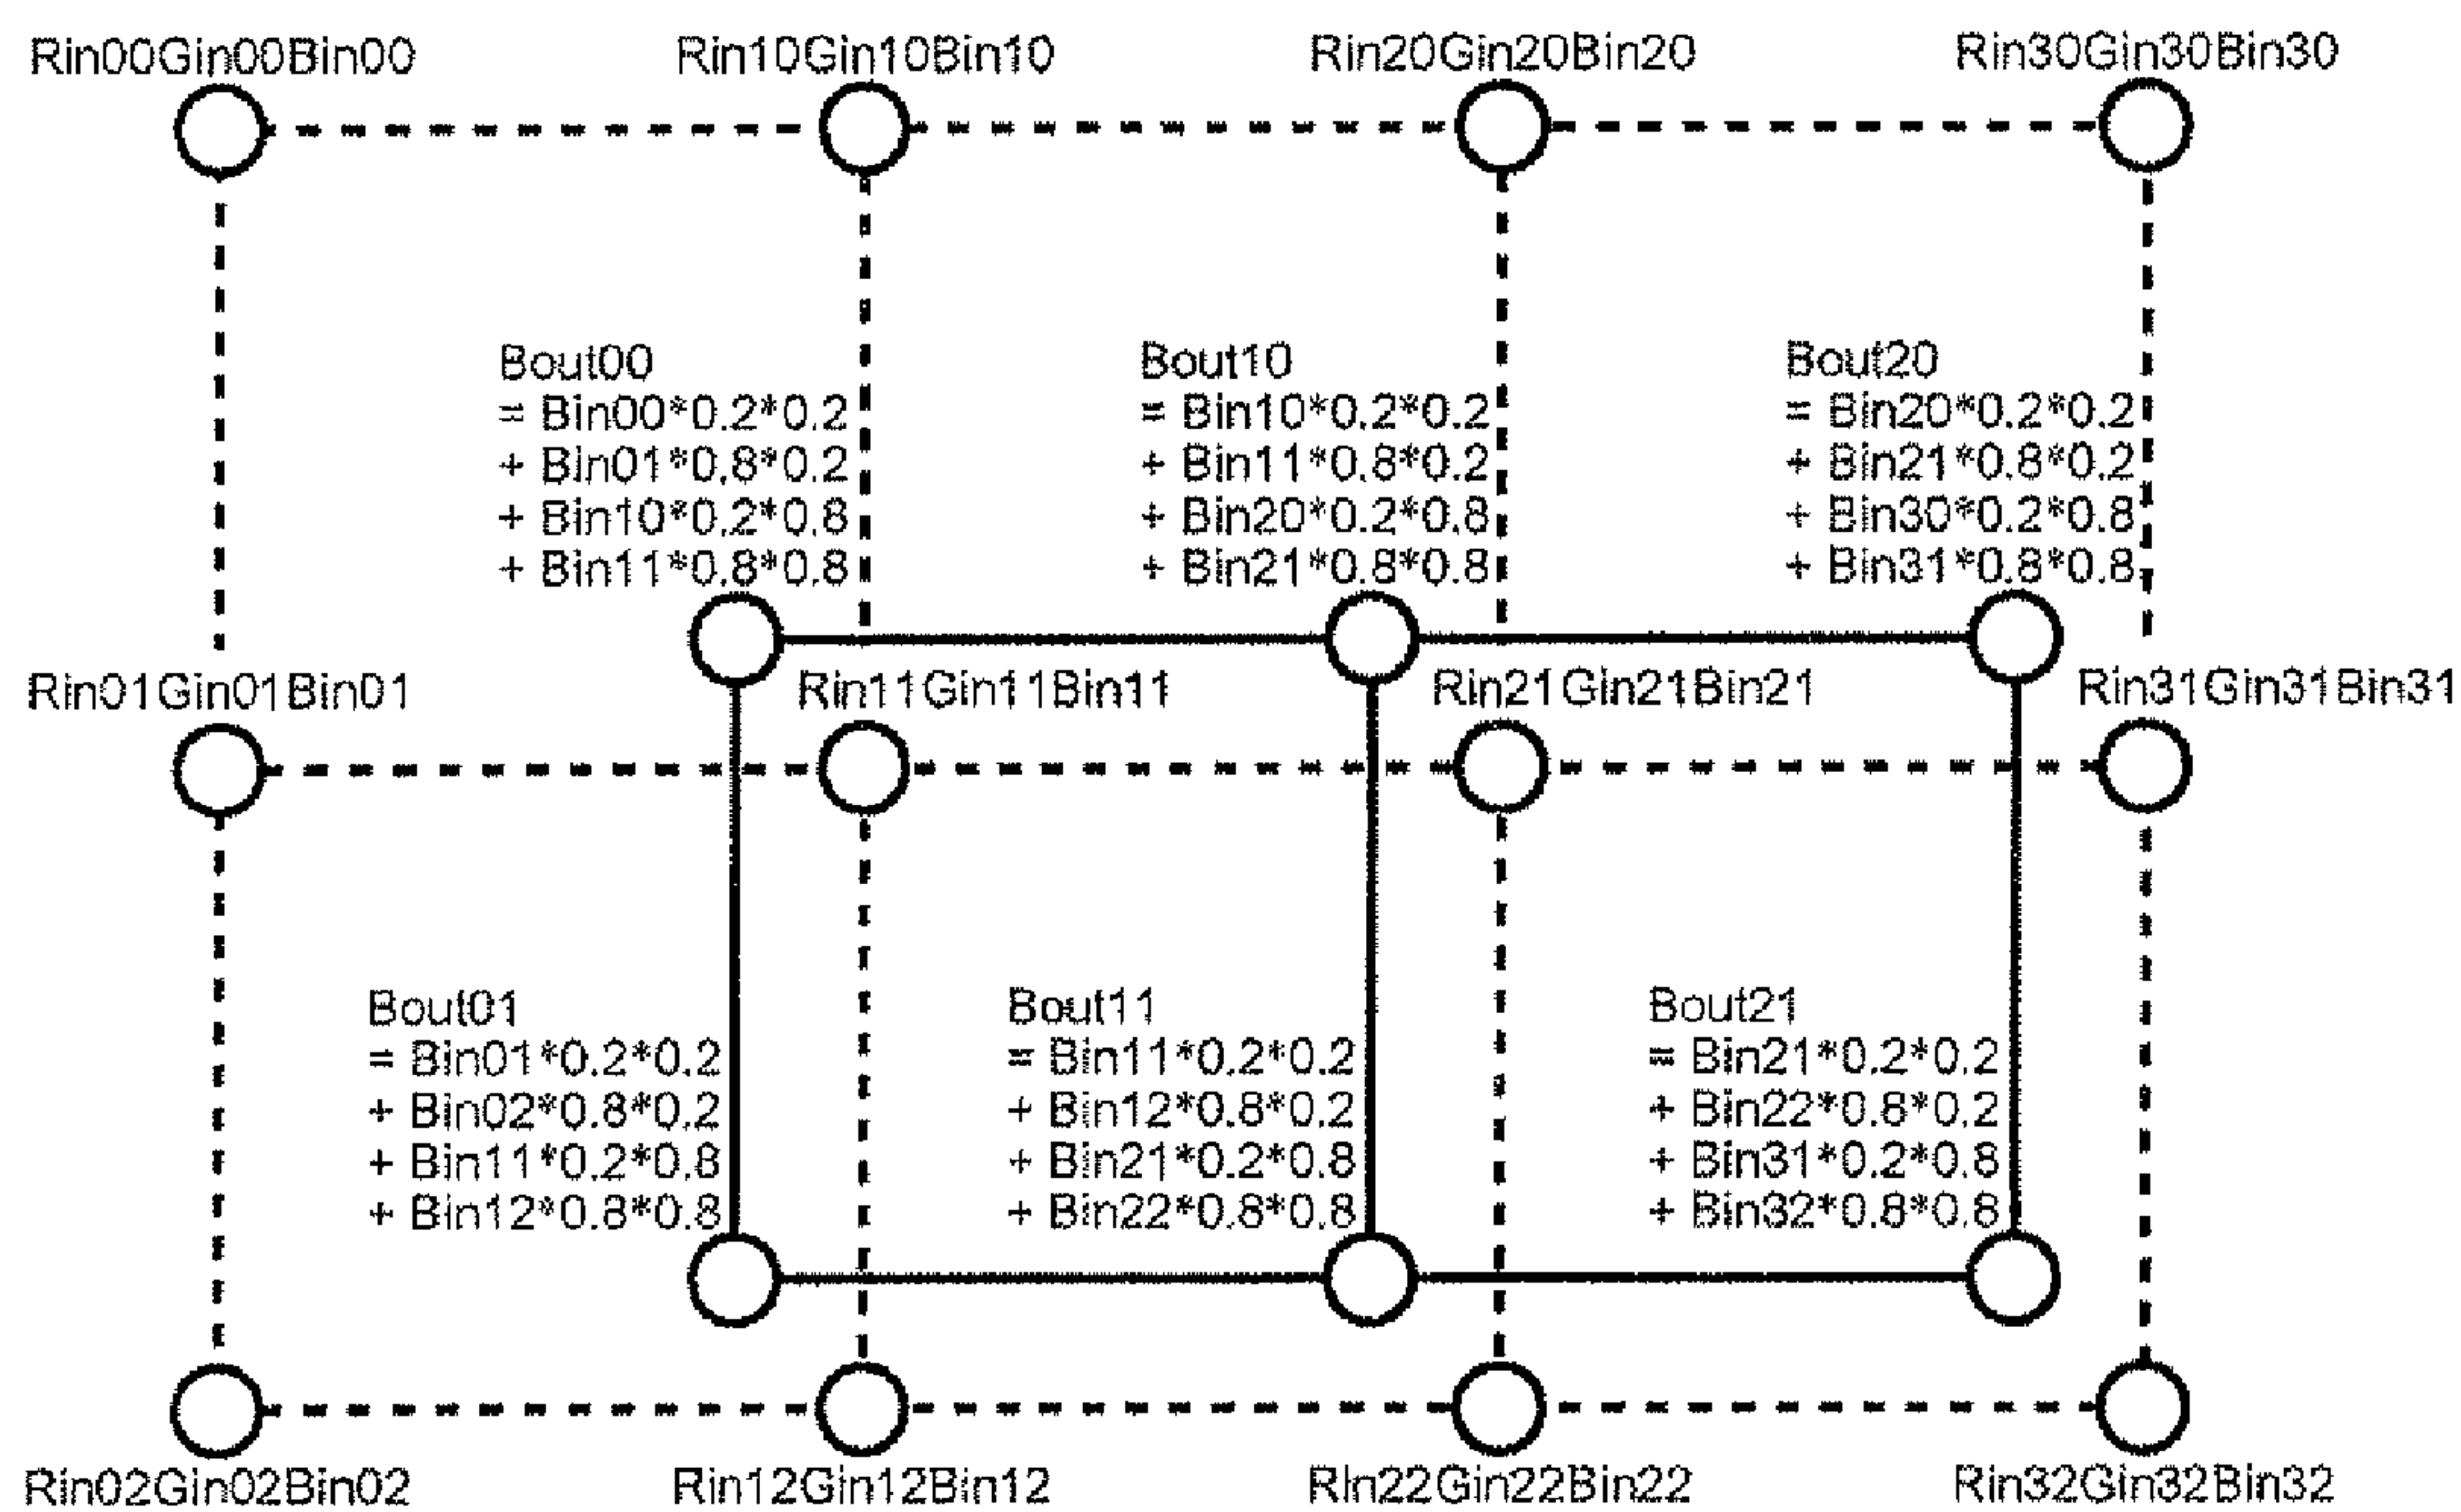 Rin00Gin00Bin00
Rin10Gin10Bin10
Rin20Gin20Bin20
Rin30Gin30Bin30
Bout00
= Bin00*0.2*0.2
+ Bin01*0.8*0.2
+ Bin10*0.2*0.8
+ Bin11*0.8*0.8
Bout10
= Bin10*0.2*0.2
+ Bin11*0.8*0.2
+ Bin20*0.2*0.8
+ Bin21*0.8*0.8
Bout20
= Bin20*0.2*0.2
+ Bin21*0.8*0.2
+ Bin30*0.2*0.8
+ Bin31*0.8*0.8
Rin01Gin01Bin01
Rin11Gin11Bin11
Rin21Gin21Bin21
Rin31Gin31Bin31
Bout01
= Bin01*0.2*0.2
+ Bin02*0.8*0.2
+ Bin11*0.2*0.8
+ Bin12*0.8*0.8
Bout11
= Bin11*0.2*0.2
+ Bin12*0.8*0.2
+ Bin21*0.2*0.8
+ Bin22*0.8*0.8
Bout21
= Bin21*0.2*0.2
+ Bin22*0.8*0.2
+ Bin31*0.2*0.8
+ Bin32*0.8*0.8
Rin02Gin02Bin02
Rin12Gin12Bin12
Rin22Gin22Bin22
Rin32Gin32Bin32